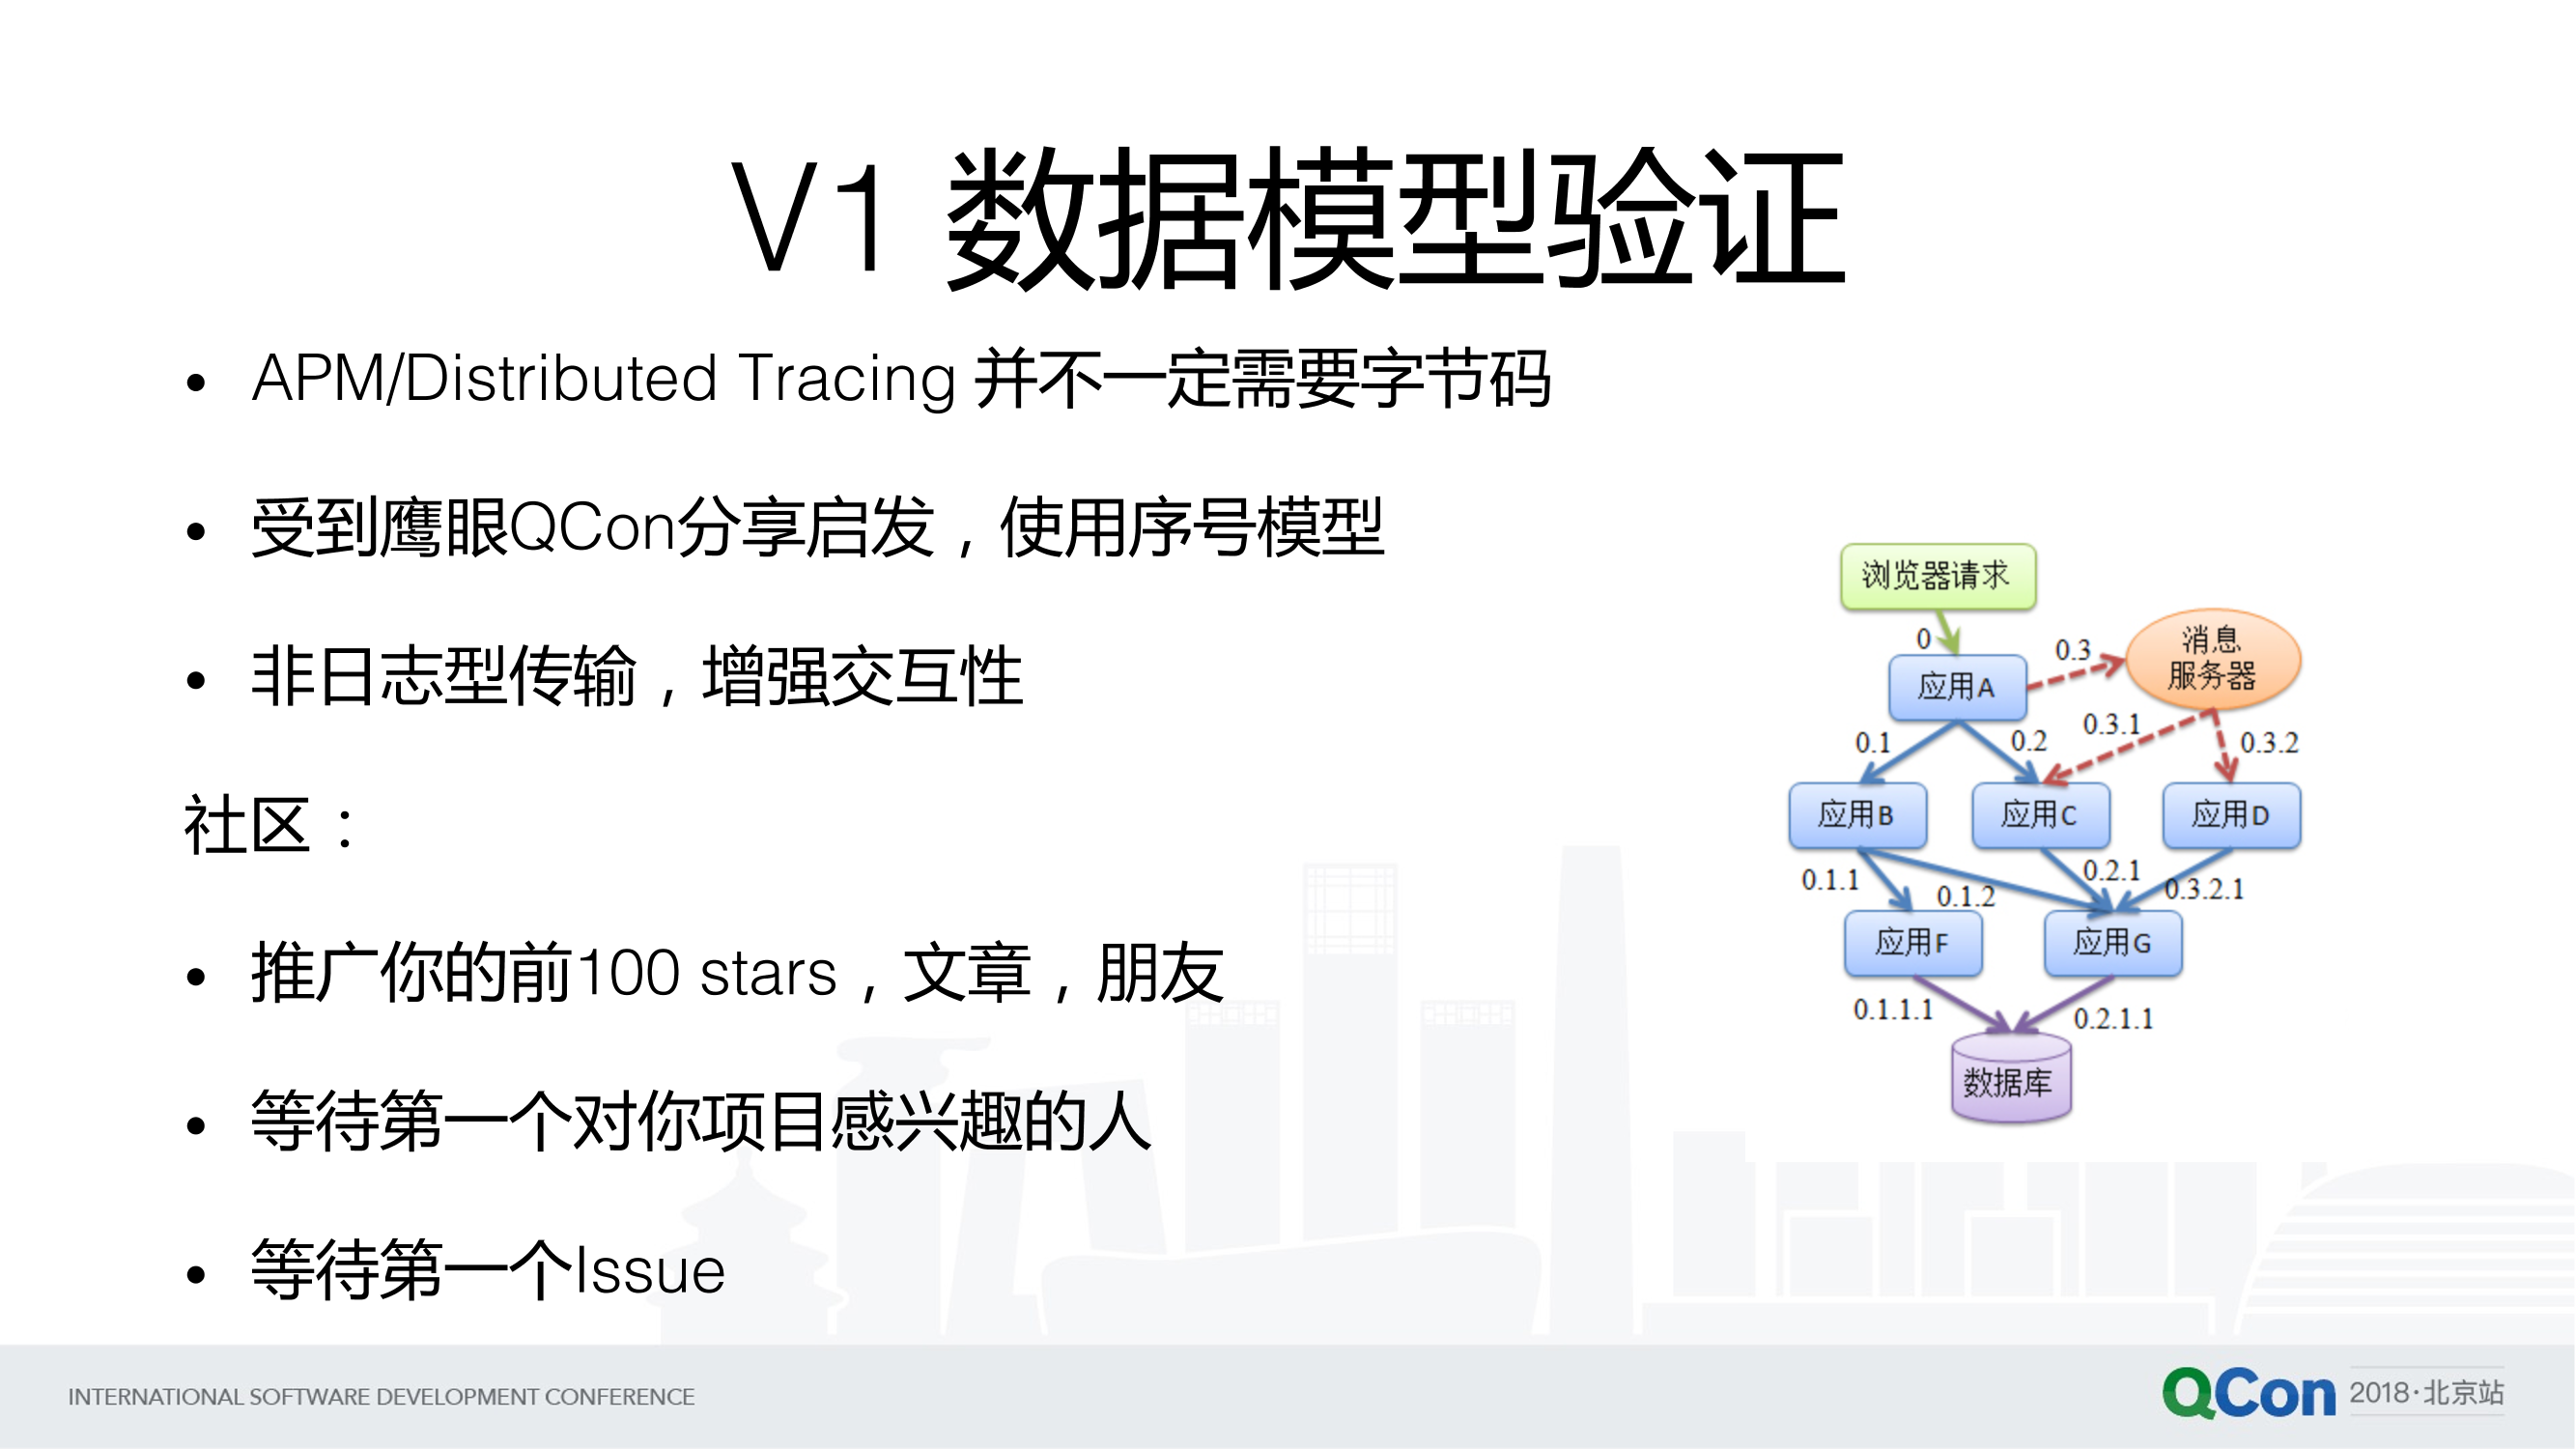 V1 数据模型验证
• APM/Distributed Tracing 并不一定需要字节码
• 受到鹰眼QCon分享启发，使用序号模型
• 非日志型传输，增强交互性
社区：
• 推广你的前100 stars，文章，朋友
• 等待第一个对你项目感兴趣的人
• 等待第一个Issue
浏览器请求
0
应用A
0.3
消息
服务器
0.1
0.2
0.3.1
0.3.2
应用B
应用C
应用D
0.1.1
0.1.2
0.2.1
0.3.2.1
应用F
应用G
0.1.1.1
0.2.1.1
数据库
INTERNATIONAL SOFTWARE DEVELOPMENT CONFERENCE
QCon 2018·北京站